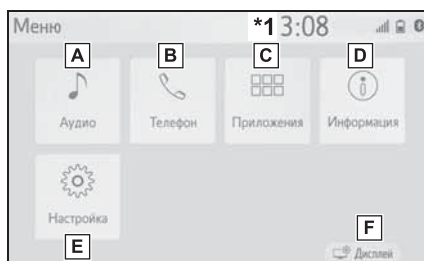 Меню *1 3:08
A B C D
Аудио Телефон Приложения Информация
Настройка
E F
Дисплей